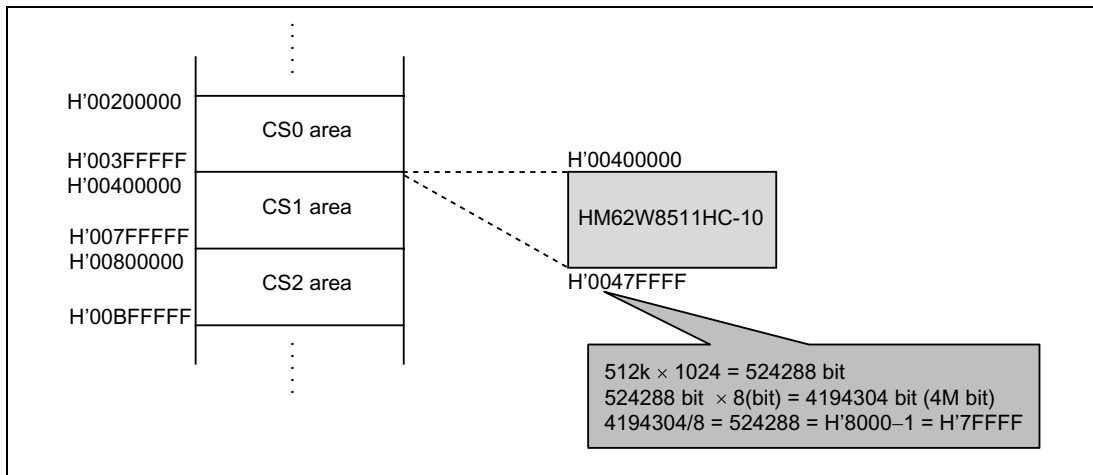 H'00200000
CS0 area
H'003FFFFF
H'00400000
H'00400000
CS1 area
HM62W8511HC-10
H'007FFFFF
H'00800000
H'0047FFFF
CS2 area
H'00BFFFFF
512k × 1024 = 524288 bit
524288 bit × 8(bit) = 4194304 bit (4M bit)
4194304/8 = 524288 = H'8000−1 = H'7FFFF